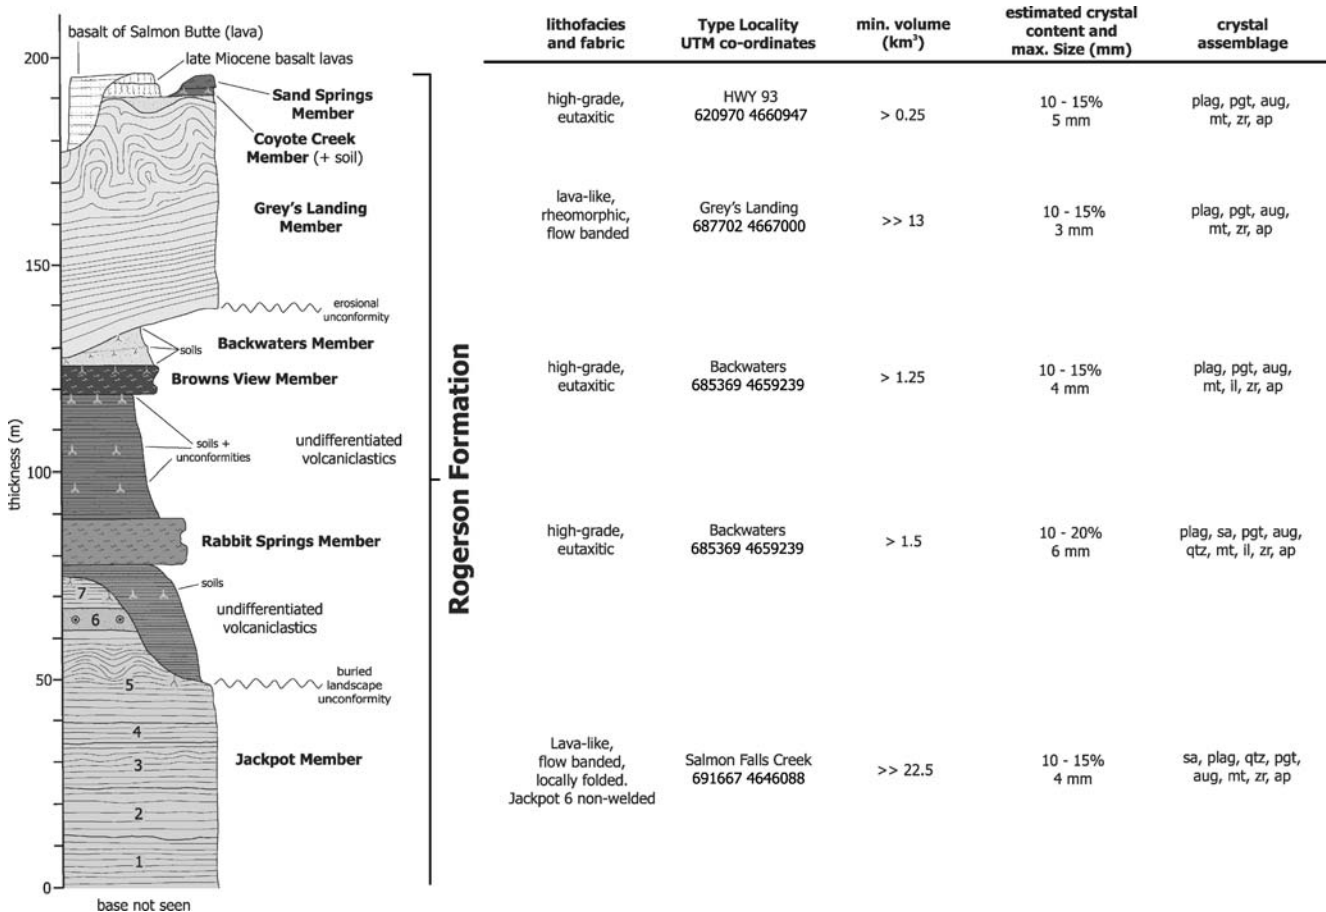 basalt of Salmon Butte (lava)
late Miocene basalt lavas
200
Sand Springs
Member
Coyote Creek
Member (+ soil)
Grey's Landing
Member
150
erosional
unconformity
soils
Backwaters Member
Browns View Member
soils +
unconformities
undifferentiated
volcaniclastics
100
thickness (m)
Rabbit Springs Member
soils
7
6
undifferentiated
volcaniclastics
buried
landscape
unconformity
50
5
4
3
Jackpot Member
2
1
0
base not seen
Rogerson Formation
lithofacies
and fabric
Type Locality
UTM co-ordinates
min. volume
(km³)
estimated crystal
content and
max. Size (mm)
crystal
assemblage
high-grade,
eutaxitic
HWY 93
620970 4660947
> 0.25
10 - 15%
5 mm
plag, pgt, aug,
mt, zr, ap
lava-like,
rheomorphic,
flow banded
Grey's Landing
687702 4667000
>> 13
10 - 15%
3 mm
plag, pgt, aug,
mt, zr, ap
high-grade,
eutaxitic
Backwaters
685369 4659239
> 1.25
10 - 15%
4 mm
plag, pgt, aug,
mt, il, zr, ap
high-grade,
eutaxitic
Backwaters
685369 4659239
> 1.5
10 - 20%
6 mm
plag, sa, pgt, aug,
qtz, mt, il, zr, ap
Lava-like,
flow banded,
locally folded.
Jackpot 6 non-welded
Salmon Falls Creek
691667 4646088
>> 22.5
10 - 15%
4 mm
sa, plag, qtz, pgt,
aug, mt, zr, ap